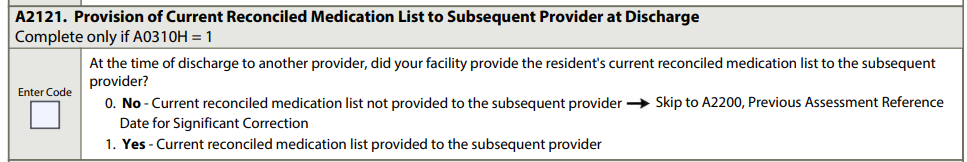 A2121. Provision of Current Reconciled Medication List to Subsequent Provider at Discharge
Complete only if A0310H = 1
Enter Code
At the time of discharge to another provider, did your facility provide the resident's current reconciled medication list to the subsequent
provider?
0. No - Current reconciled medication list not provided to the subsequent provider → Skip to A2200, Previous Assessment Reference
Date for Significant Correction
1. Yes - Current reconciled medication list provided to the subsequent provider